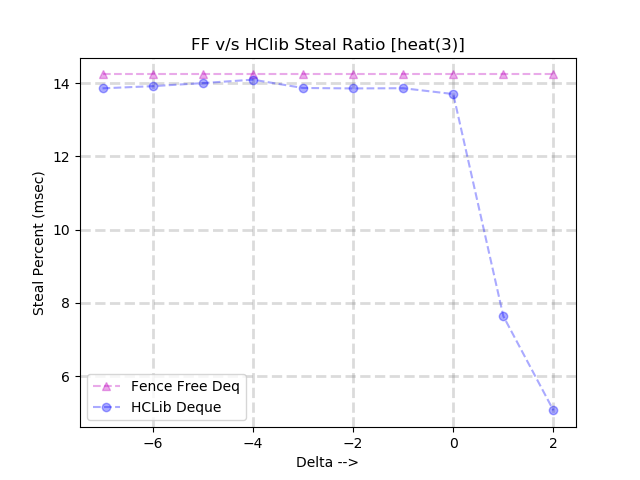 FF v/s HClib Steal Ratio [heat(3)]
Steal Percent (msec)
14
12
10
8
6
Fence Free Deq
HCLib Deque
−6 −4 −2 0 2
Delta -->